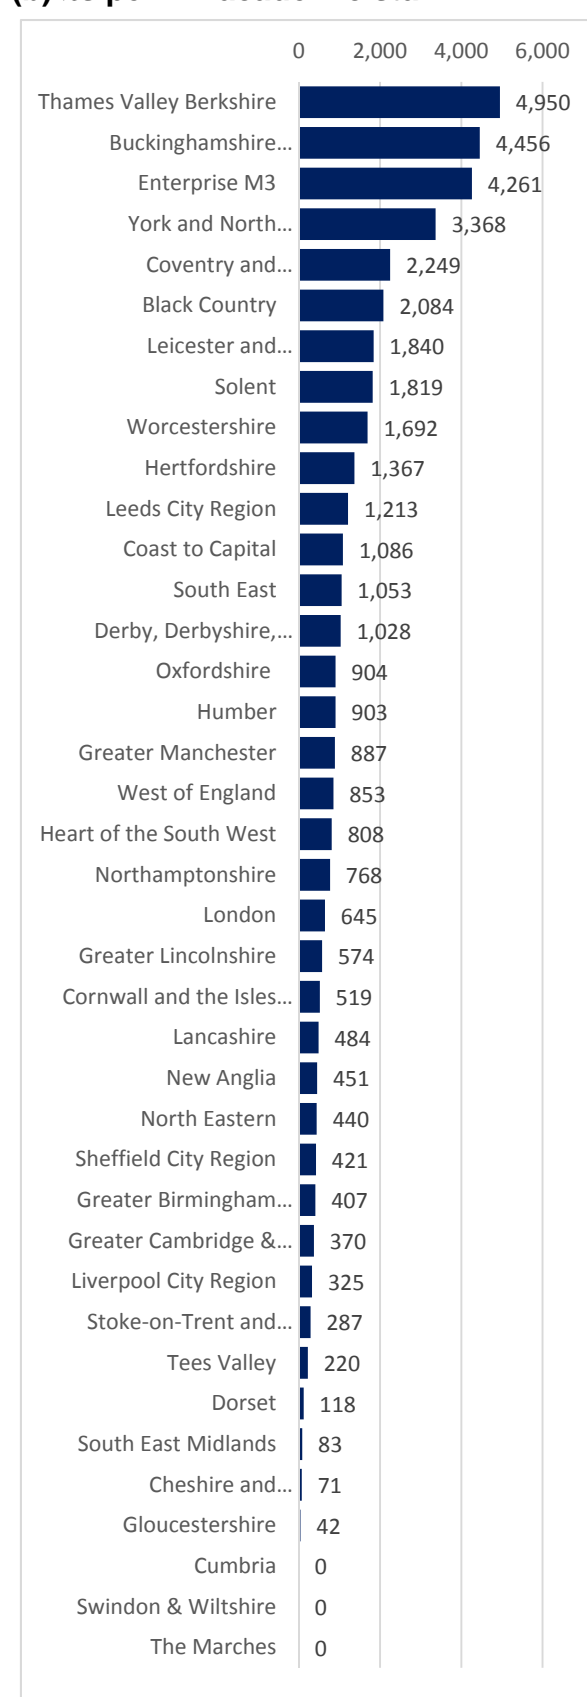 0 2,000 4,000 6,000
Thames Valley Berkshire 4,950
Buckinghamshire... 4,456
Enterprise M3 4,261
York and North... 3,368
Coventry and... 2,249
Black Country 2,084
Leicester and... 1,840
Solent 1,819
Worcestershire 1,692
Hertfordshire 1,367
Leeds City Region 1,213
Coast to Capital 1,086
South East 1,053
Derby, Derbyshire,... 1,028
Oxfordshire 904
Humber 903
Greater Manchester 887
West of England 853
Heart of the South West 808
Northamptonshire 768
London 645
Greater Lincolnshire 574
Cornwall and the Isles... 519
Lancashire 484
New Anglia 451
North Eastern 440
Sheffield City Region 421
Greater Birmingham... 407
Greater Cambridge &... 370
Liverpool City Region 325
Stoke-on-Trent and... 287
Tees Valley 220
Dorset 118
South East Midlands 83
Cheshire and... 71
Gloucestershire 42
Cumbria 0
Swindon & Wiltshire 0
The Marches 0